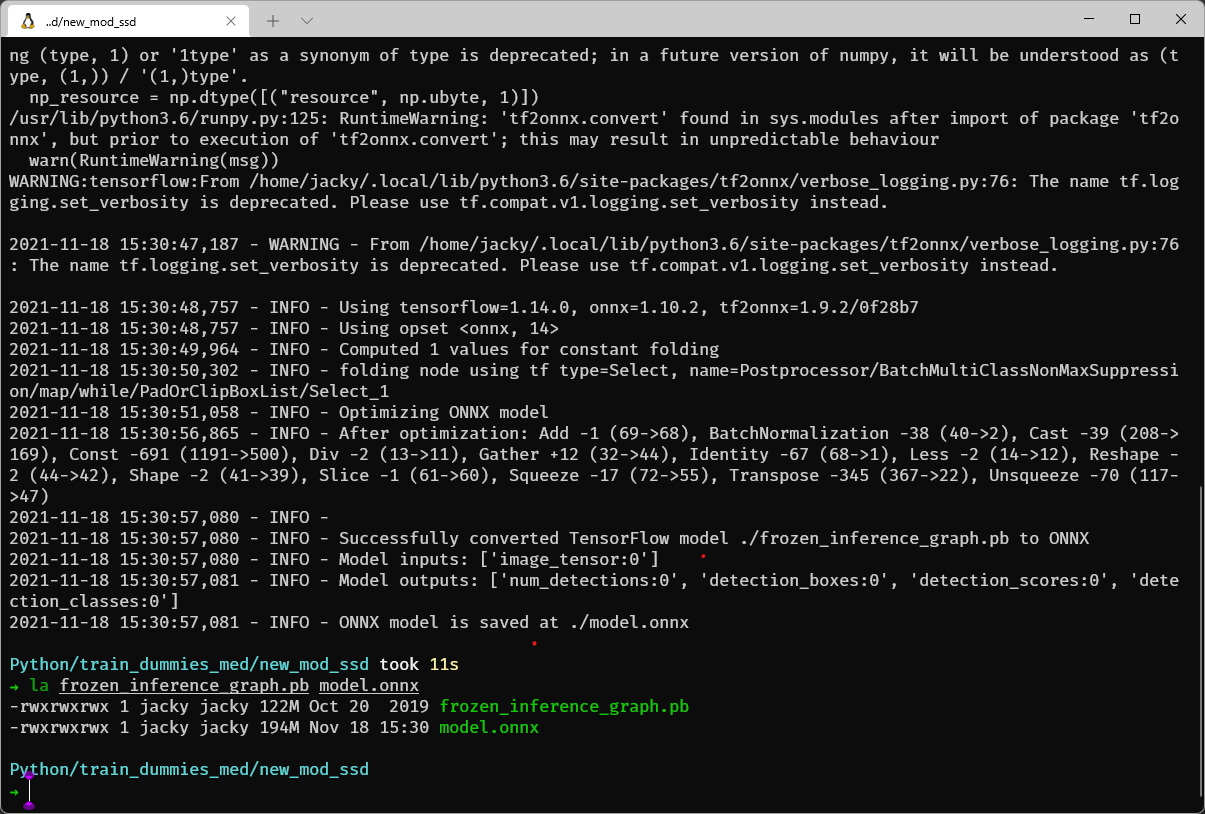 ..d/new_mod_ssd
ng (type, 1) or '1type' as a synonym of type is deprecated; in a future version of numpy, it will be understood as (t
ype, (1,)) / '(1,)type'.
  np_resource = np.dtype([("resource", np.ubyte, 1)])
/usr/lib/python3.6/runpy.py:125: RuntimeWarning: 'tf2onnx.convert' found in sys.modules after import of package 'tf2o
nnx', but prior to execution of 'tf2onnx.convert'; this may result in unpredictable behaviour
  warn(RuntimeWarning(msg))
WARNING:tensorflow:From /home/jacky/.local/lib/python3.6/site-packages/tf2onnx/verbose_logging.py:76: The name tf.log
ging.set_verbosity is deprecated. Please use tf.compat.v1.logging.set_verbosity instead.
2021-11-18 15:30:47,187 - WARNING - From /home/jacky/.local/lib/python3.6/site-packages/tf2onnx/verbose_logging.py:76
: The name tf.logging.set_verbosity is deprecated. Please use tf.compat.v1.logging.set_verbosity instead.
2021-11-18 15:30:48,757 - INFO - Using tensorflow=1.14.0, onnx=1.10.2, tf2onnx=1.9.2/0f28b7
2021-11-18 15:30:48,757 - INFO - Using opset <onnx, 14>
2021-11-18 15:30:49,964 - INFO - Computed 1 values for constant folding
2021-11-18 15:30:50,302 - INFO - folding node using tf type=Select, name=Postprocessor/BatchMultiClassNonMaxSuppressi
on/map/while/PadOrClipBoxList/Select_1
2021-11-18 15:30:51,058 - INFO - Optimizing ONNX model
2021-11-18 15:30:56,865 - INFO - After optimization: Add -1 (69->68), BatchNormalization -38 (40->2), Cast -39 (208->
169), Const -691 (1191->500), Div -2 (13->11), Gather +12 (32->44), Identity -67 (68->1), Less -2 (14->12), Reshape -
2 (44->42), Shape -2 (41->39), Slice -1 (61->60), Squeeze -17 (72->55), Transpose -345 (367->22), Unsqueeze -70 (117-
>47)
2021-11-18 15:30:57,080 - INFO -
2021-11-18 15:30:57,080 - INFO - Successfully converted TensorFlow model ./frozen_inference_graph.pb to ONNX
2021-11-18 15:30:57,080 - INFO - Model inputs: ['image_tensor:0']
2021-11-18 15:30:57,081 - INFO - Model outputs: ['num_detections:0', 'detection_boxes:0', 'detection_scores:0', 'dete
ction_classes:0']
2021-11-18 15:30:57,081 - INFO - ONNX model is saved at ./model.onnx
Python/train_dummies_med/new_mod_ssd took 11s
→ la frozen_inference_graph.pb model.onnx
-rwxrwxrwx 1 jacky jacky 122M Oct 20  2019 frozen_inference_graph.pb
-rwxrwxrwx 1 jacky jacky 194M Nov 18 15:30 model.onnx
Python/train_dummies_med/new_mod_ssd
→